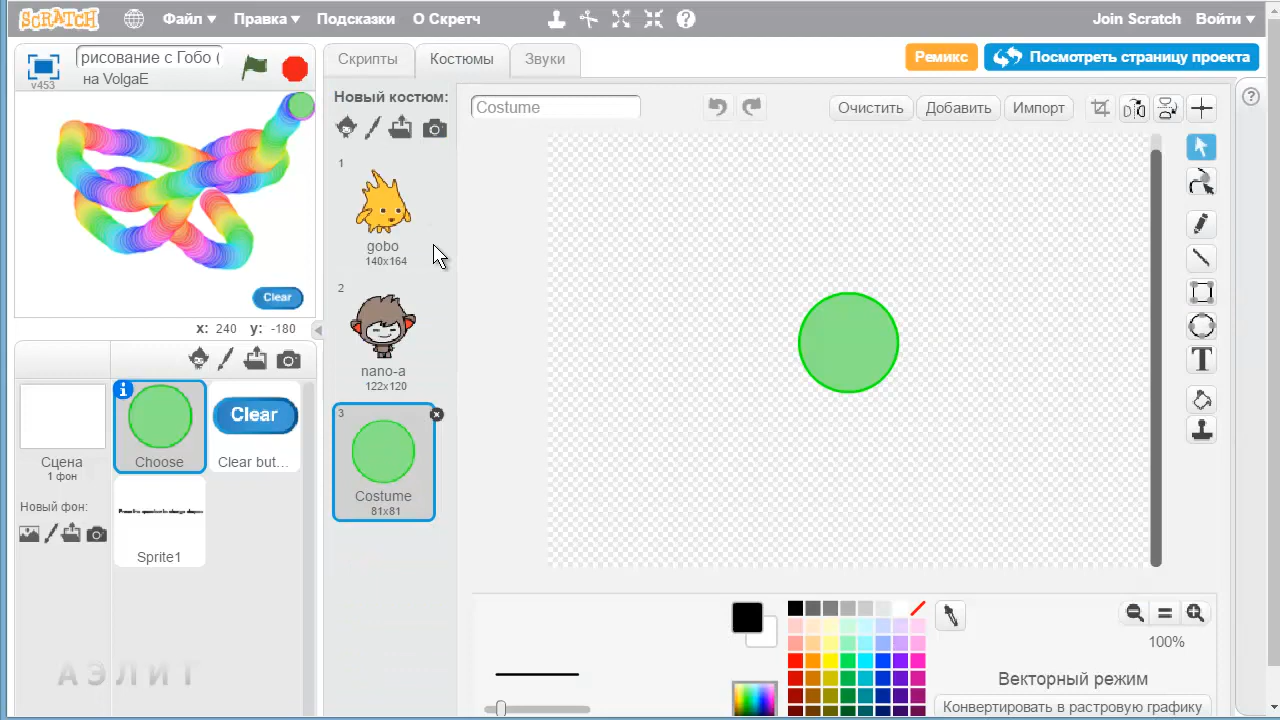 SCRATCH Файл Правка Подсказки О Скретч Join Scratch Войти
v453 рисование с Гобо (
на VolgaE
Скрипты Костюмы Звуки Ремикс Посмотреть страницу проекта
Новый костюм: Costume Очистить Добавить Импорт
1
gobo
140x164
2
nano-a
122x120
3
Costume
81x81
Clear
x: 240 y: -180
Clear
Сцена
1 фон
Choose
Clear but...
Новый фон:
Sprite1
100%
Векторный режим
Конвертировать в растровую графику
АЭЛИТ